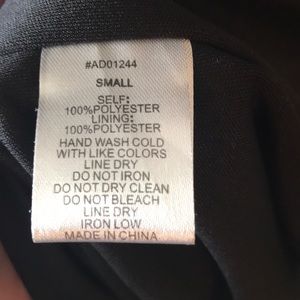 #AD01244
SMALL
SELF:
100%POLYESTER
LINING:
100%POLYESTER
HAND WASH COLD
WITH LIKE COLORS
LINE DRY
DO NOT IRON
DO NOT DRY CLEAN
DO NOT BLEACH
LINE DRY
IRON LOW
MADE IN CHINA